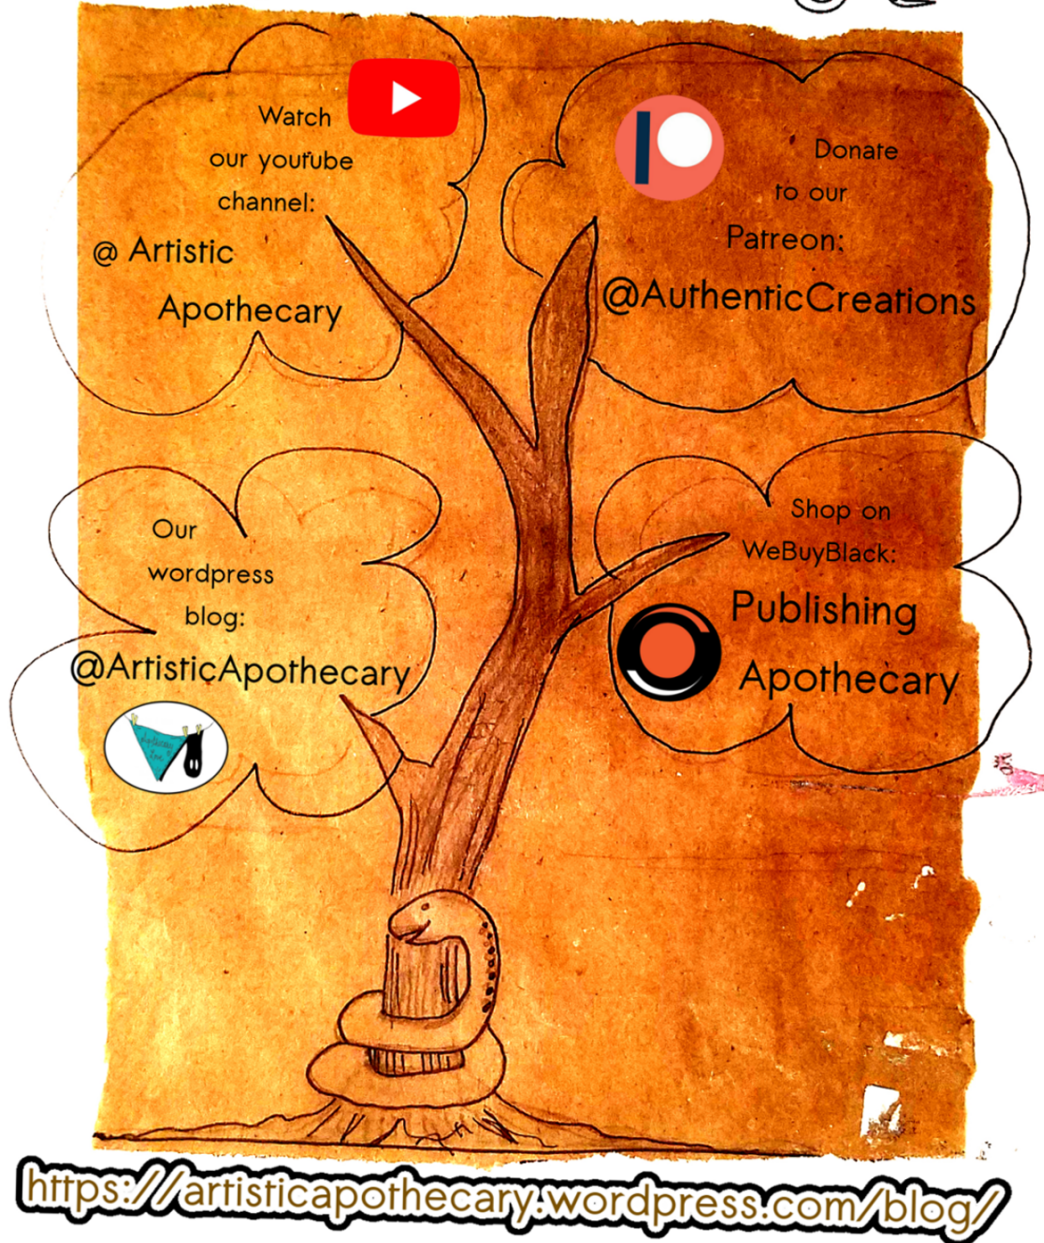 Watch
our youtube
channel:
@ Artistic
Apothecary
Donate
to our
Patreon:
@AuthenticCreations
Our
wordpress
blog:
@ArtisticApothecary
Shop on
WeBuyBlack:
Publishing
Apothecary
https://artisticapothecary.wordpress.com/blog/